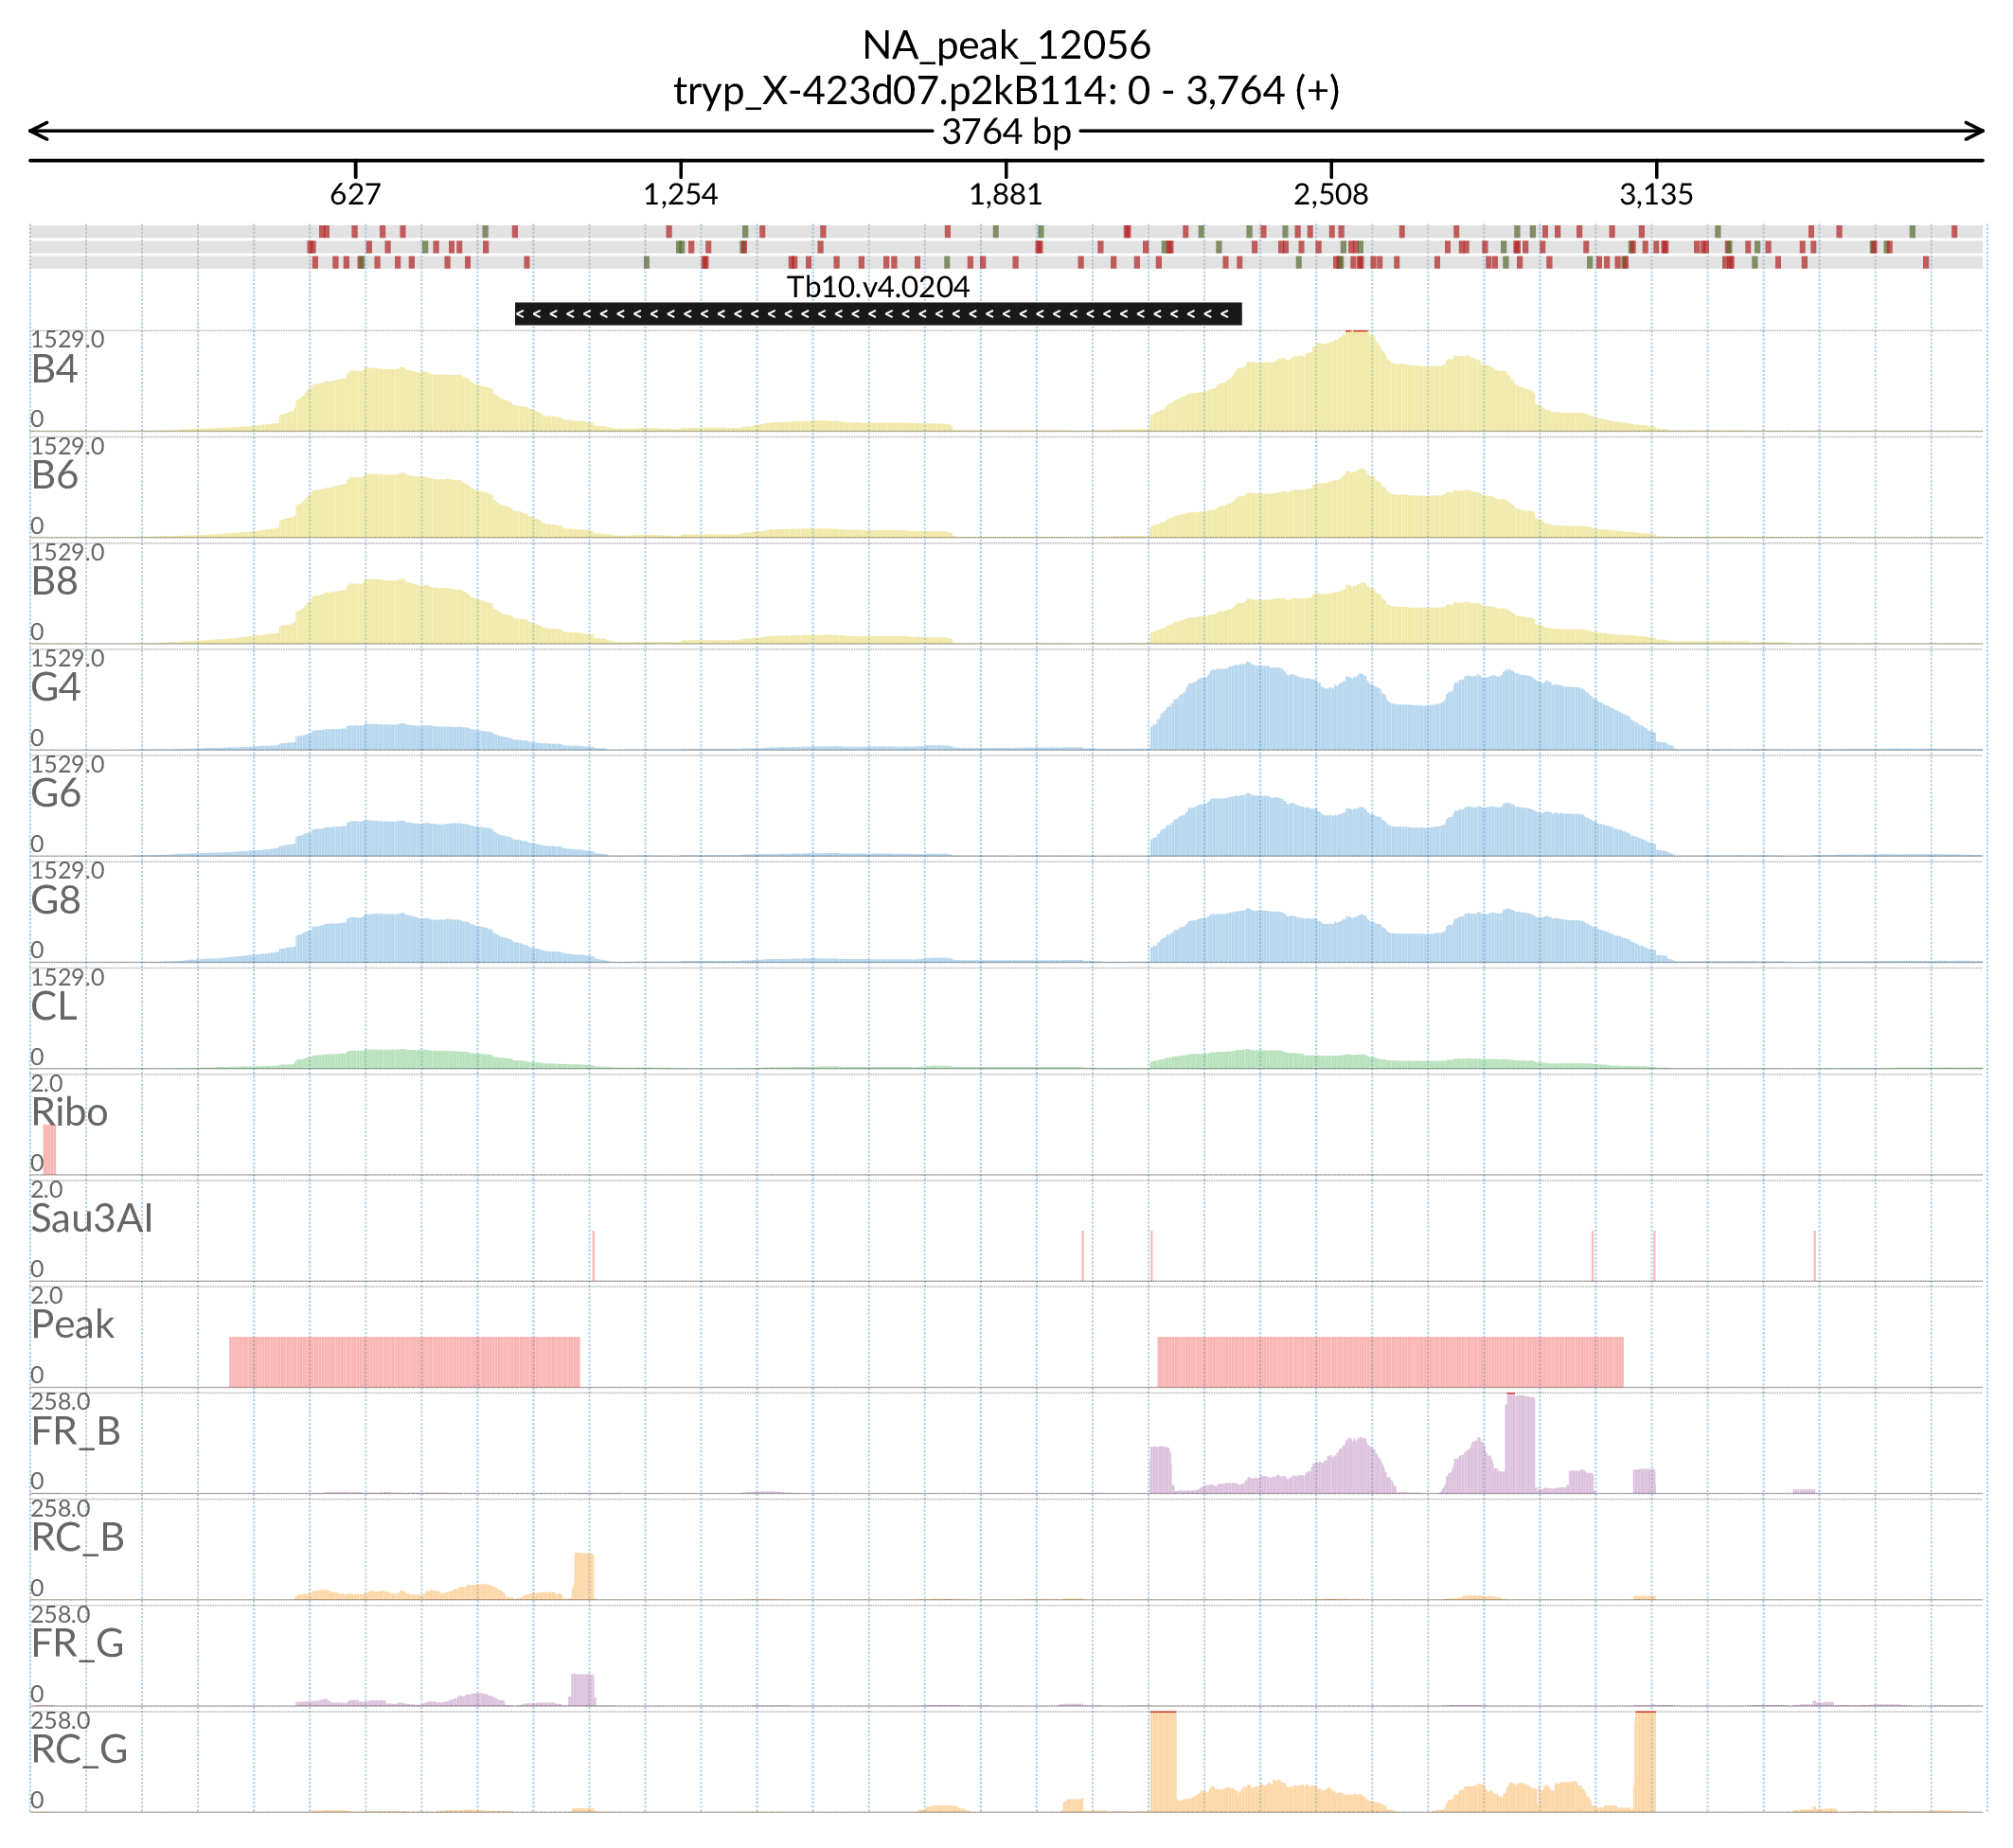 NA_peak_12056
tryp_X-423d07.p2kB114: 0 - 3,764 (+)
3764 bp
627 1,254 1,881 2,508 3,135
Tb10.v4.0204
1529.0
B4
0
1529.0
B6
0
1529.0
B8
0
1529.0
G4
0
1529.0
G6
0
1529.0
G8
0
1529.0
CL
0
2.0
Ribo
0
2.0
Sau3AI
0
2.0
Peak
0
258.0
FR_B
0
258.0
RC_B
0
258.0
FR_G
0
258.0
RC_G
0